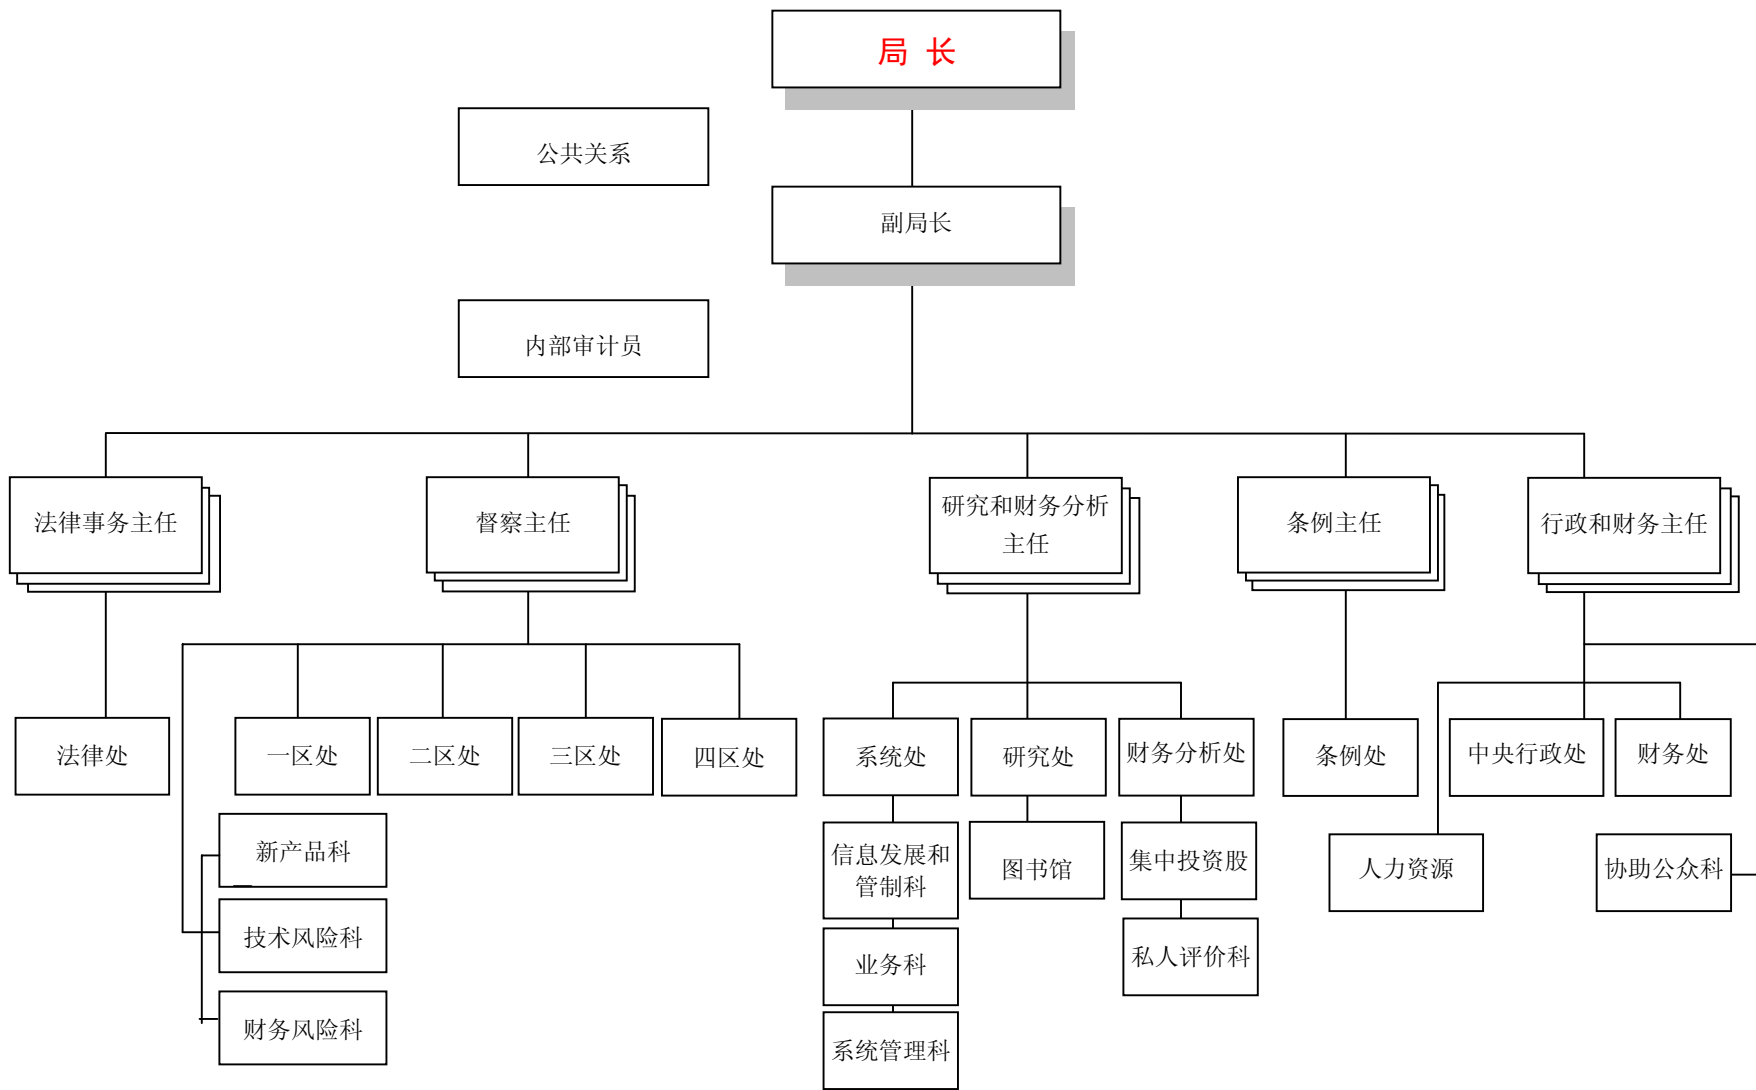 局 长
公共关系
副局长
内部审计员
法律事务主任
督察主任
研究和财务分析
主任
条例主任
行政和财务主任
法律处
一区处
二区处
三区处
四区处
系统处
研究处
财务分析处
条例处
中央行政处
财务处
新产品科
信息发展和
管制科
图书馆
集中投资股
人力资源
协助公众科
技术风险科
业务科
私人评价科
财务风险科
系统管理科